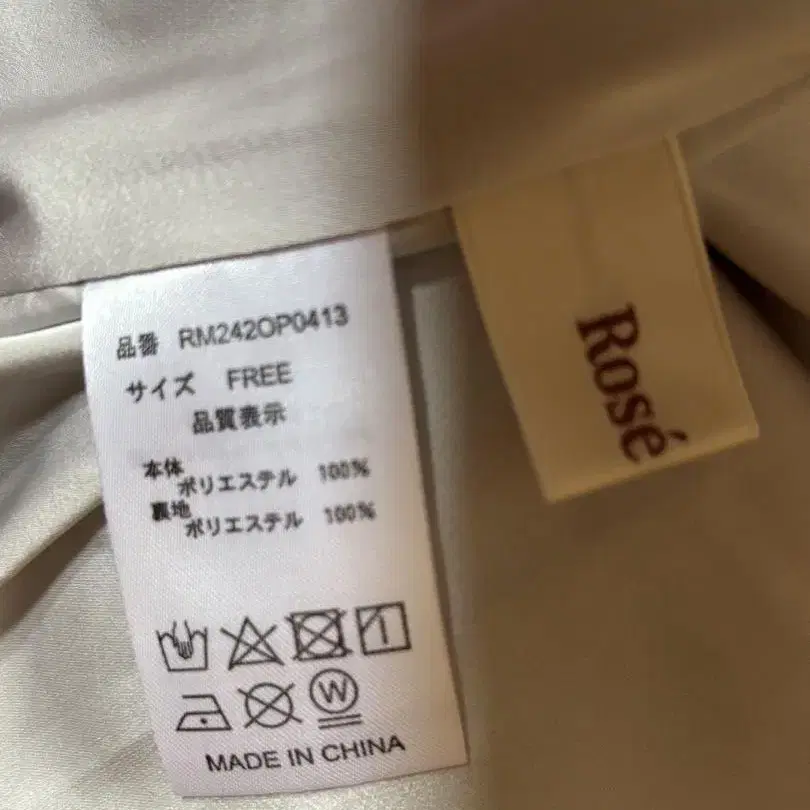 品番 RM242OP0413
サイズ FREE
品質表示
本体
ポリエステル 100%
裏地
ポリエステル 100%
W
MADE IN CHINA
Rosé